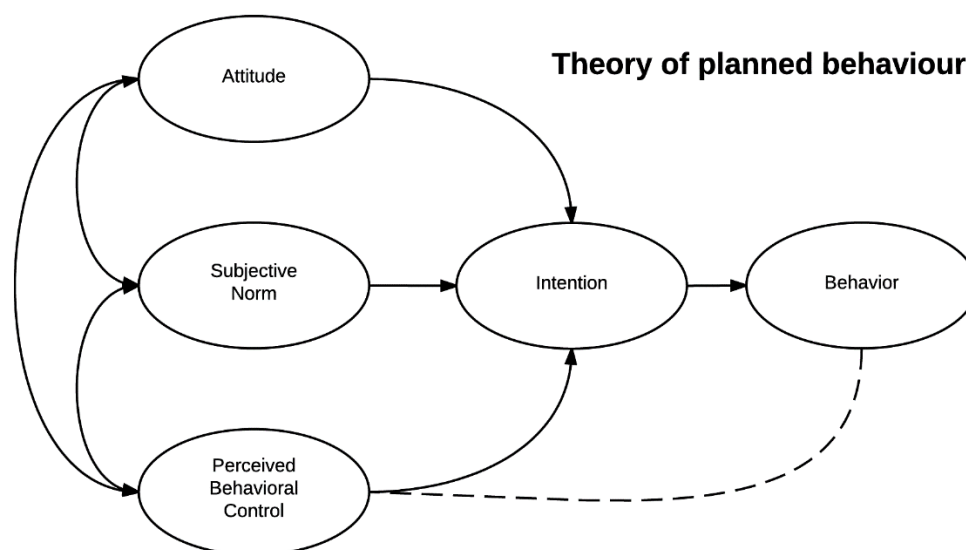 Theory of planned behaviour
Attitude
Subjective
Norm
Intention
Behavior
Perceived
Behavioral
Control